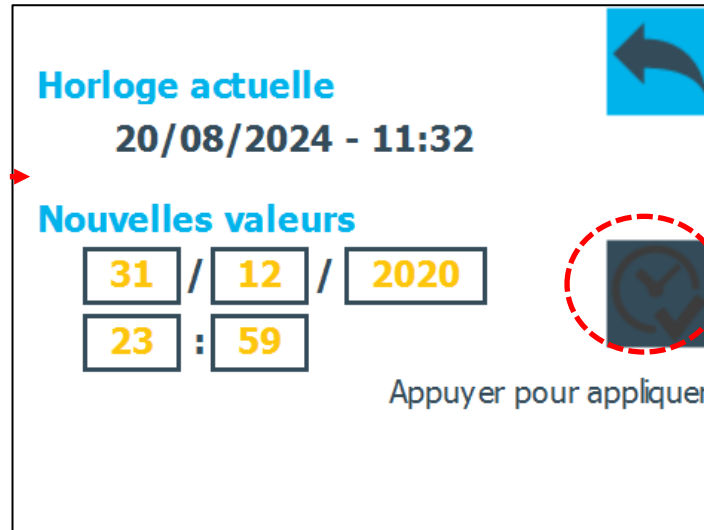 Horloge actuelle
20/08/2024 - 11:32
Nouvelles valeurs
31 / 12 / 2020
23 : 59
Appuyer pour appliquer